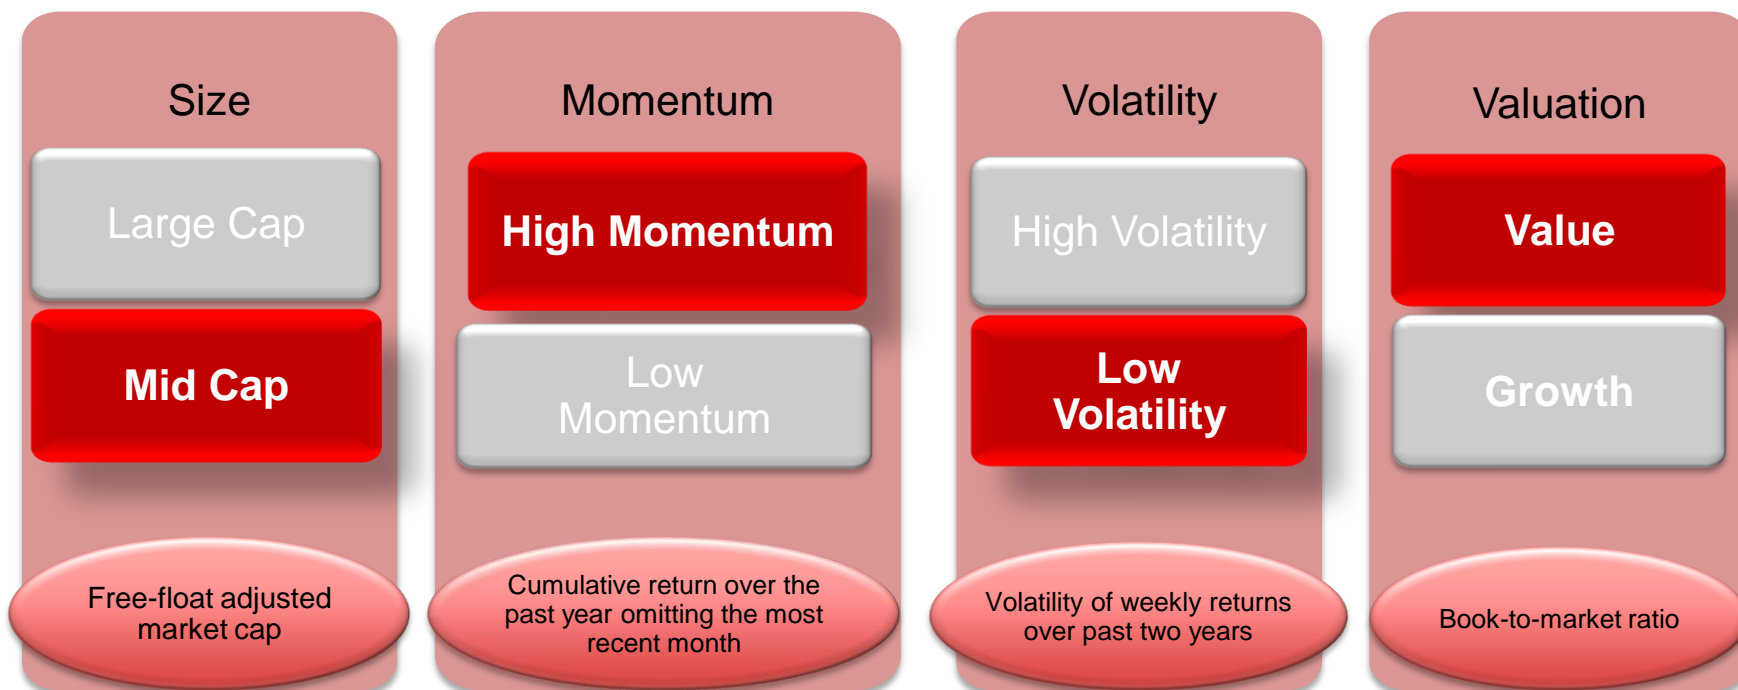 Size
Large Cap
Mid Cap
Free-float adjusted
market cap
Momentum
High Momentum
Low
Momentum
Cumulative return over the
past year omitting the most
recent month
Volatility
High Volatility
Low
Volatility
Volatility of weekly returns
over past two years
Valuation
Value
Growth
Book-to-market ratio